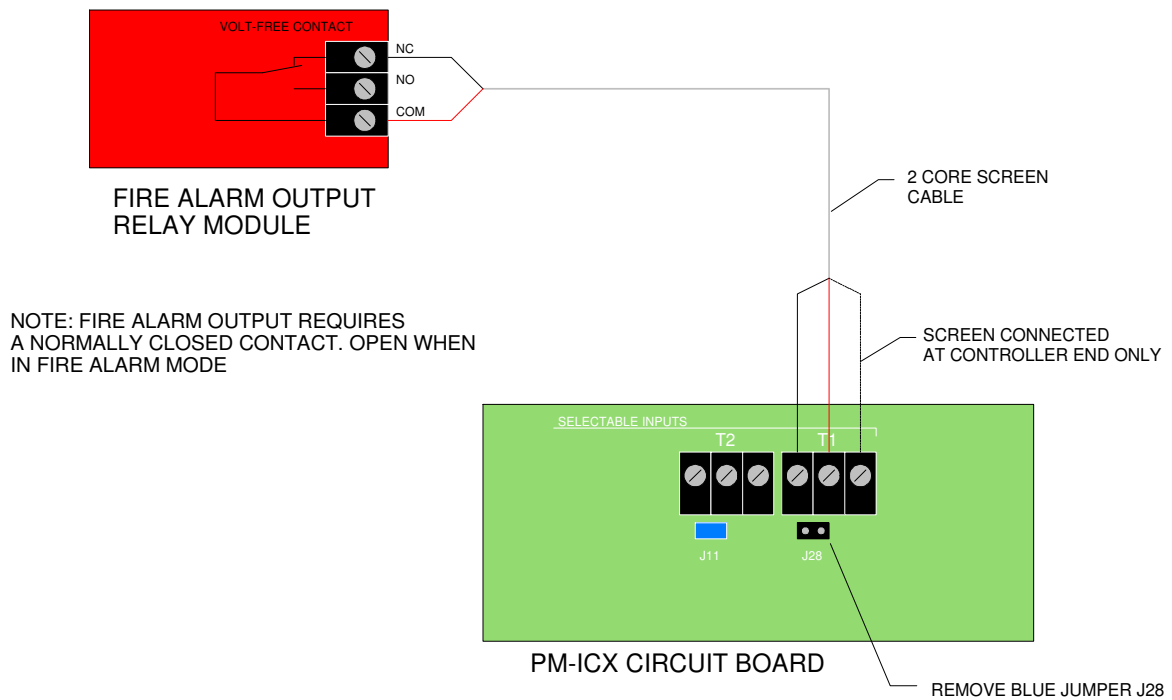 VOLT-FREE CONTACT
NC
NO
COM
FIRE ALARM OUTPUT
RELAY MODULE
2 CORE SCREEN
CABLE
NOTE: FIRE ALARM OUTPUT REQUIRES
A NORMALLY CLOSED CONTACT. OPEN WHEN
IN FIRE ALARM MODE
SCREEN CONNECTED
AT CONTROLLER END ONLY
SELECTABLE INPUTS
T2
T1
J11
J28
PM-ICX CIRCUIT BOARD
REMOVE BLUE JUMPER J28